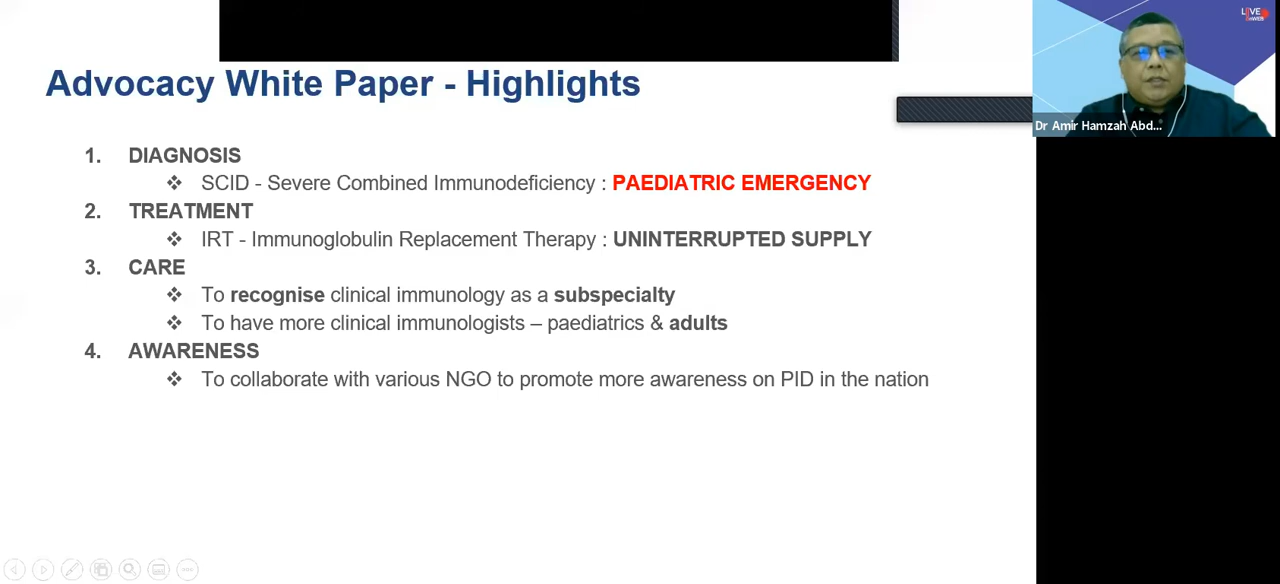 Advocacy White Paper - Highlights
1. DIAGNOSIS
❖ SCID - Severe Combined Immunodeficiency : PAEDIATRIC EMERGENCY
2. TREATMENT
❖ IRT - Immunoglobulin Replacement Therapy : UNINTERRUPTED SUPPLY
3. CARE
❖ To recognise clinical immunology as a subspecialty
❖ To have more clinical immunologists – paediatrics & adults
4. AWARENESS
❖ To collaborate with various NGO to promote more awareness on PID in the nation
LIVE
Dr Amir Hamzah Abd...